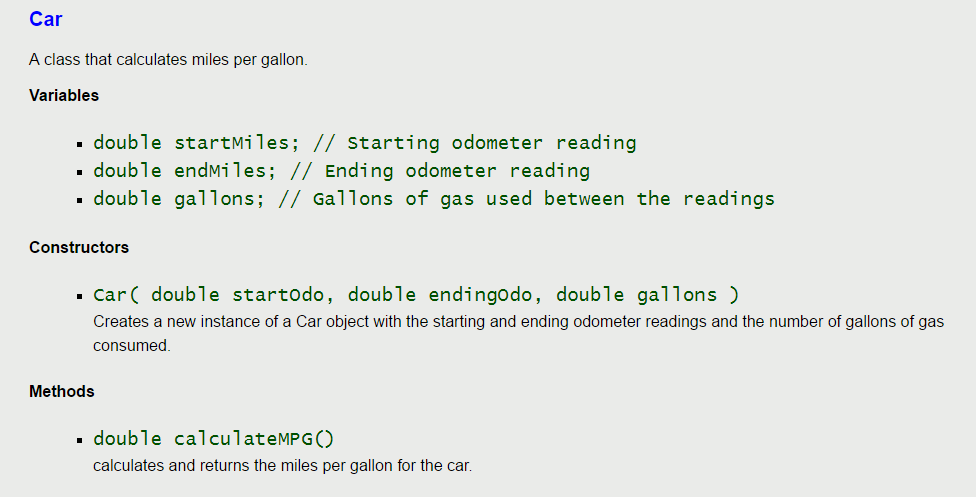 Car
A class that calculates miles per gallon.
Variables
▪ double startMiles; // Starting odometer reading
▪ double endMiles; // Ending odometer reading
▪ double gallons; // Gallons of gas used between the readings
Constructors
▪ Car( double startOdo, double endingOdo, double gallons )
Creates a new instance of a Car object with the starting and ending odometer readings and the number of gallons of gas
consumed.
Methods
▪ double calculateMPG()
calculates and returns the miles per gallon for the car.